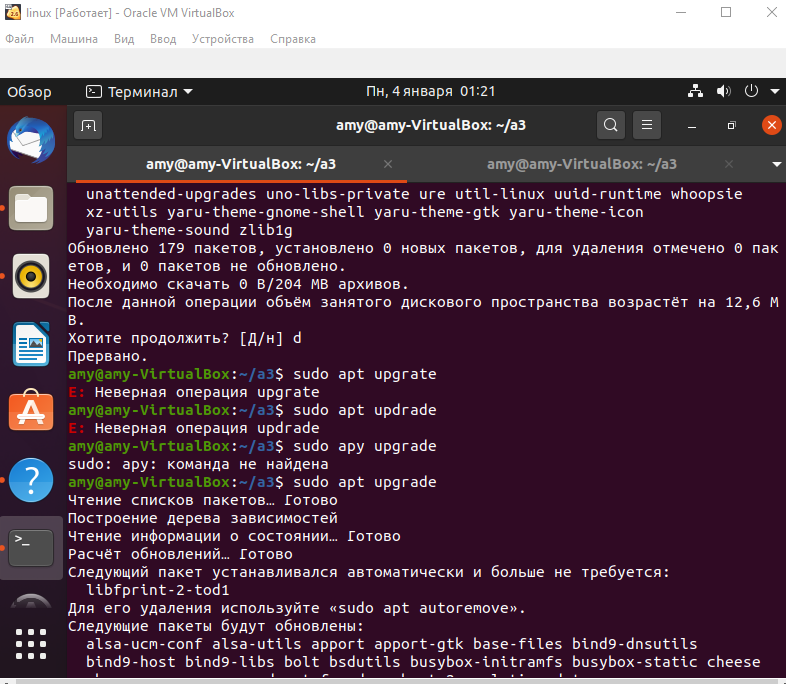 linux [Работает] - Oracle VM VirtualBox
Файл Машина Вид Ввод Устройства Справка
Обзор Терминал Пн, 4 января 01:21
amy@amy-VirtualBox: ~/a3
amy@amy-VirtualBox: ~/a3 amy@amy-VirtualBox: ~/a3
unattended-upgrades uno-libs-private ure util-linux uuid-runtime whoopsie
xz-utils yaru-theme-gnome-shell yaru-theme-gtk yaru-theme-icon
yaru-theme-sound zlib1g
Обновлено 179 пакетов, установлено 0 новых пакетов, для удаления отмечено 0 пак
етов, и 0 пакетов не обновлено.
Необходимо скачать 0 B/204 MB архивов.
После данной операции объём занятого дискового пространства возрастёт на 12,6 M
B.
Хотите продолжить? [Д/н] d
Прервано.
amy@amy-VirtualBox:~/a3$ sudo apt upgrate
E: Неверная операция upgrate
amy@amy-VirtualBox:~/a3$ sudo apt updrade
E: Неверная операция updrade
amy@amy-VirtualBox:~/a3$ sudo apy upgrade
sudo: apy: команда не найдена
amy@amy-VirtualBox:~/a3$ sudo apt upgrade
Чтение списков пакетов… Готово
Построение дерева зависимостей
Чтение информации о состоянии… Готово
Расчёт обновлений… Готово
Следующий пакет устанавливался автоматически и больше не требуется:
libfprint-2-tod1
Для его удаления используйте «sudo apt autoremove».
Следующие пакеты будут обновлены:
alsa-ucm-conf alsa-utils apport apport-gtk base-files bind9-dnsutils
bind9-host bind9-libs bolt bsdutils busybox-initramfs busybox-static cheese